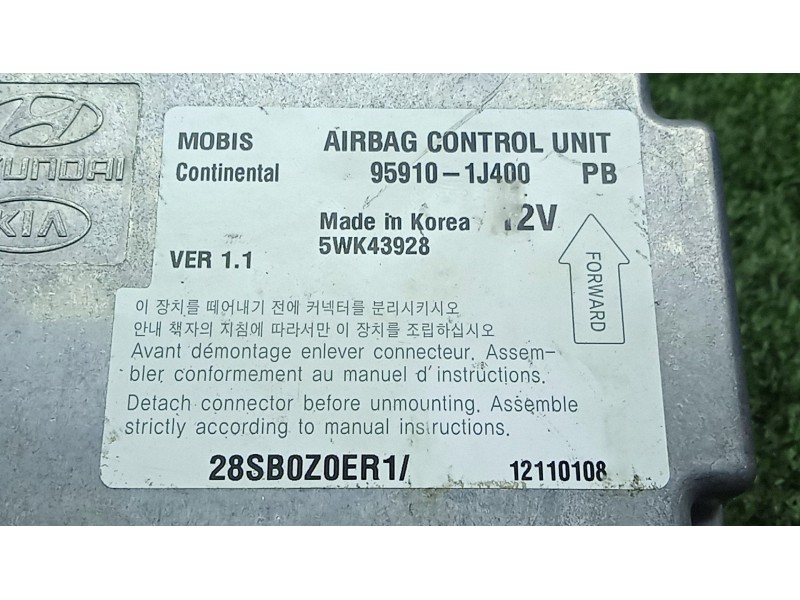 HYUNDAI
KIA
MOBIS AIRBAG CONTROL UNIT
Continental 95910-1J400 PB
Made in Korea 12V
VER 1.1 5WK43928
FORWARD
이 장치를 떼어내기 전에 커넥터를 분리시키시오
안내 책자의 지침에 따라서만 이 장치를 조립하십시오
Avant démontage enlever connecteur. Assem-
bler conformement au manuel d'instructions.
Detach connector before unmounting. Assemble
strictly according to manual instructions.
28SB0Z0ER1/ 12110108